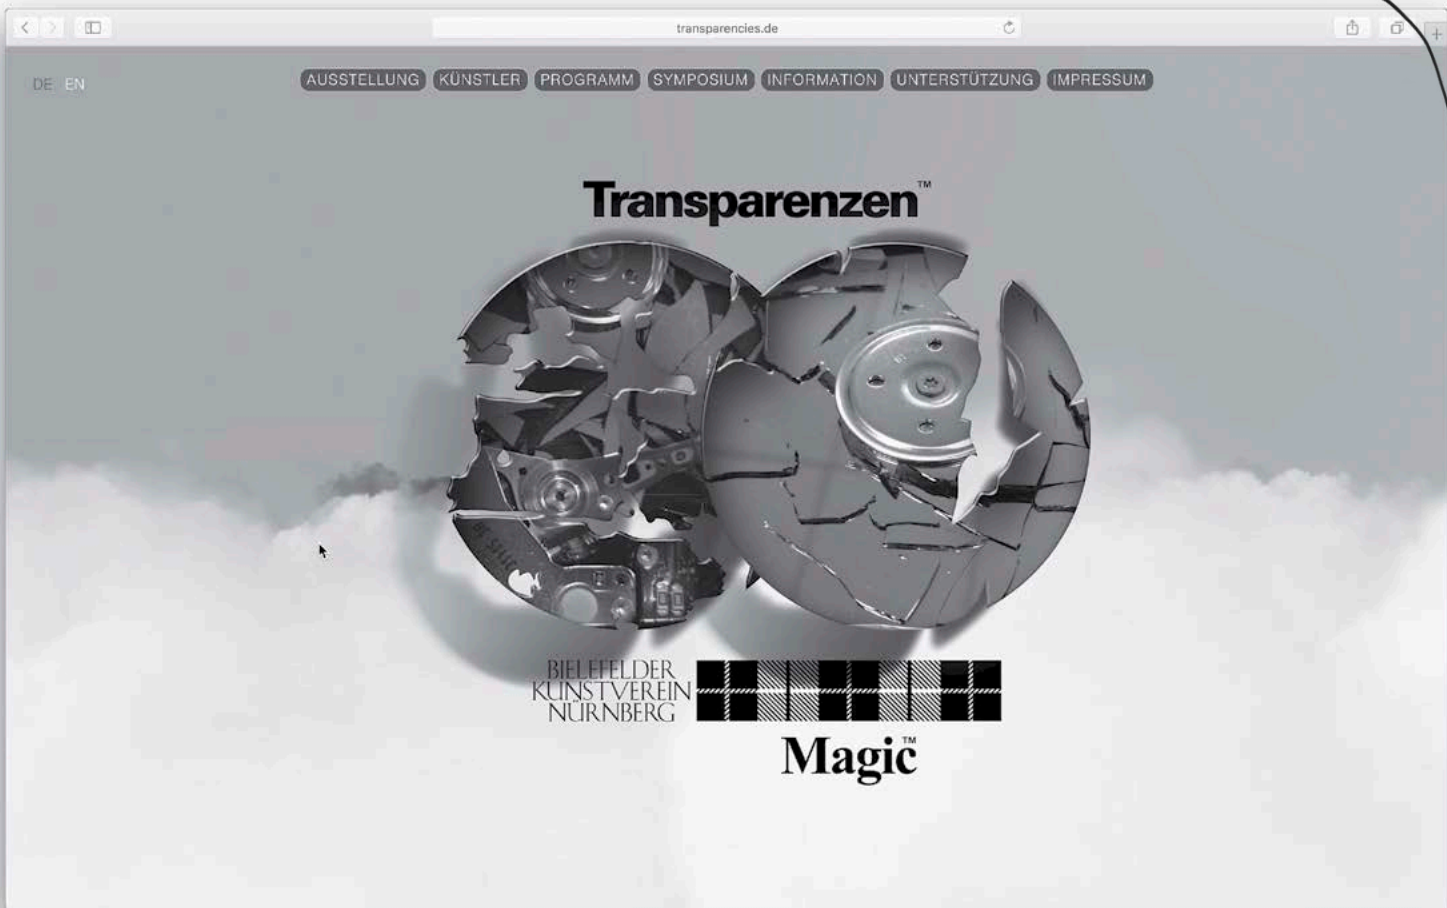 transparencies.de
DE EN
AUSSTELLUNG KÜNSTLER PROGRAMM SYMPOSIUM INFORMATION UNTERSTÜTZUNG IMPRESSUM
Transparenzen™
BIELEFELDER
KUNSTVEREIN
NÜRNBERG
Magic™